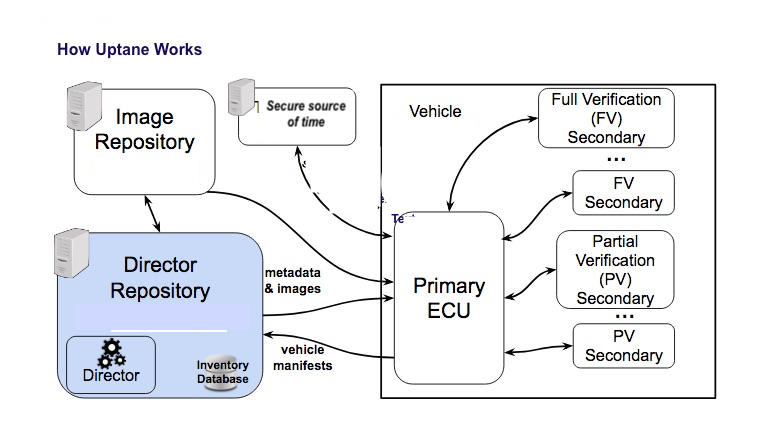 How Uptane Works
Image
Repository
Secure source
of time
Vehicle
Full Verification
(FV)
Secondary
...
FV
Secondary
Partial
Verification
(PV)
Secondary
...
PV
Secondary
Primary
ECU
Director
Repository
metadata
& images
vehicle
manifests
Director
Inventory
Database